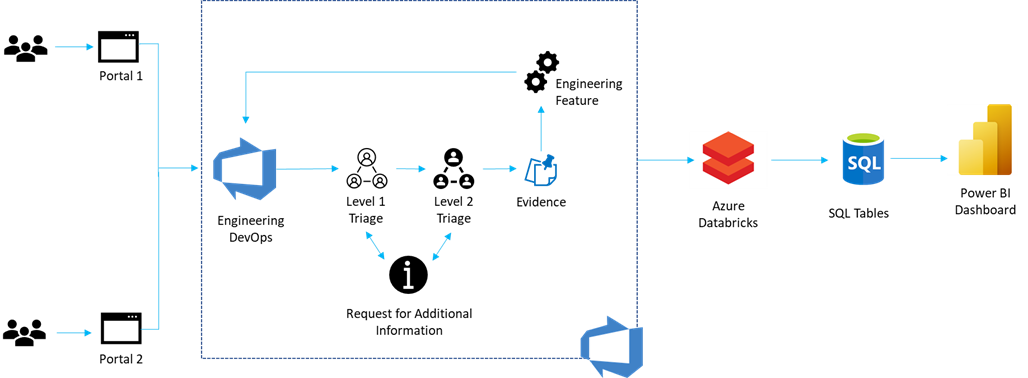 Portal 1
Engineering
Feature
Engineering
DevOps
Level 1
Triage
Level 2
Triage
Evidence
Request for Additional
Information
Portal 2
Azure
Databricks
SQL
SQL Tables
Power BI
Dashboard